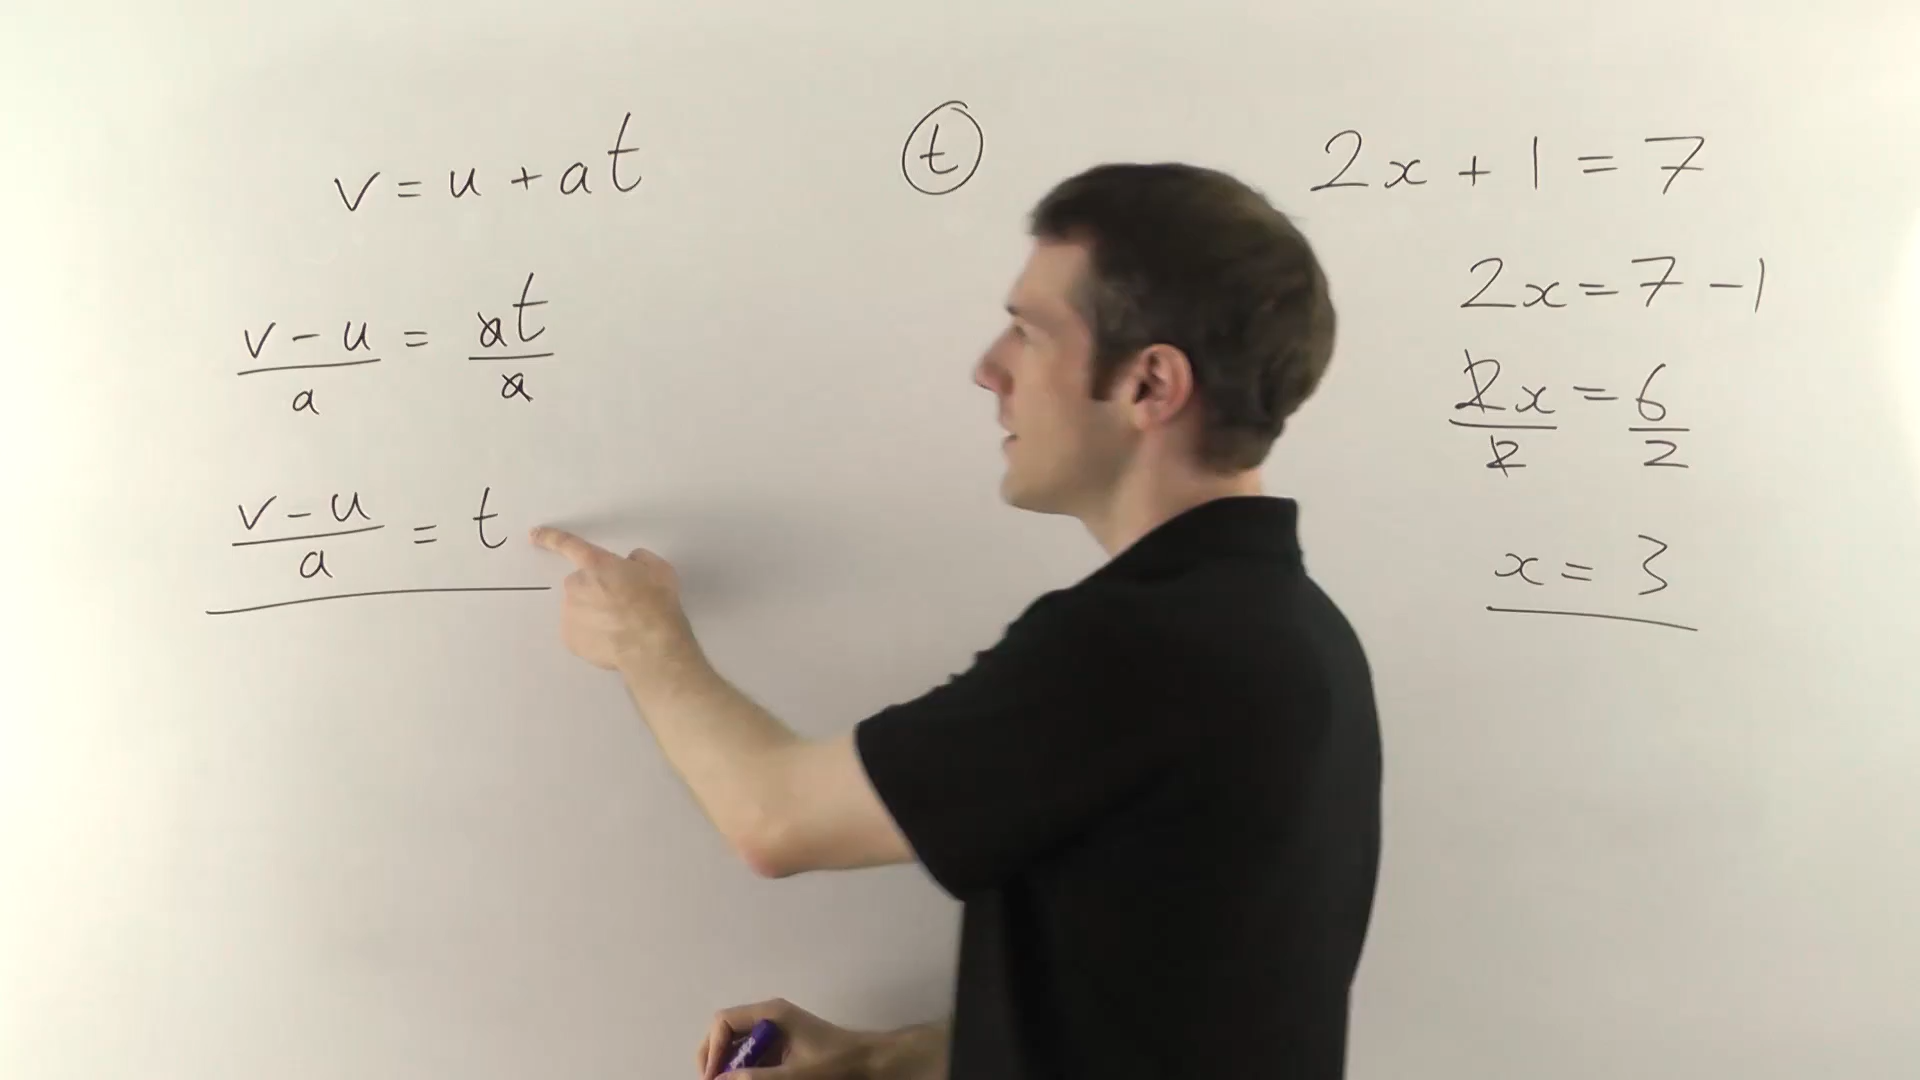 v = u + at
v - u / a = at / a
v - u / a = t
t
2x + 1 = 7
2x = 7 - 1
2x / 2 = 6 / 2
x = 3